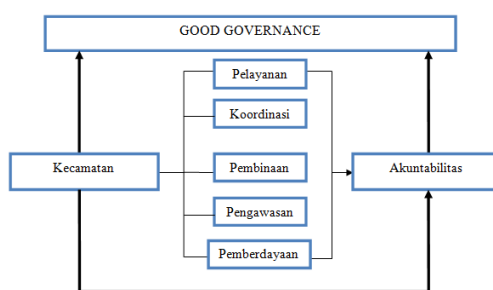 GOOD GOVERNANCE
Pelayanan
Koordinasi
Kecamatan
Pembinaan
Akuntabilitas
Pengawasan
Pemberdayaan